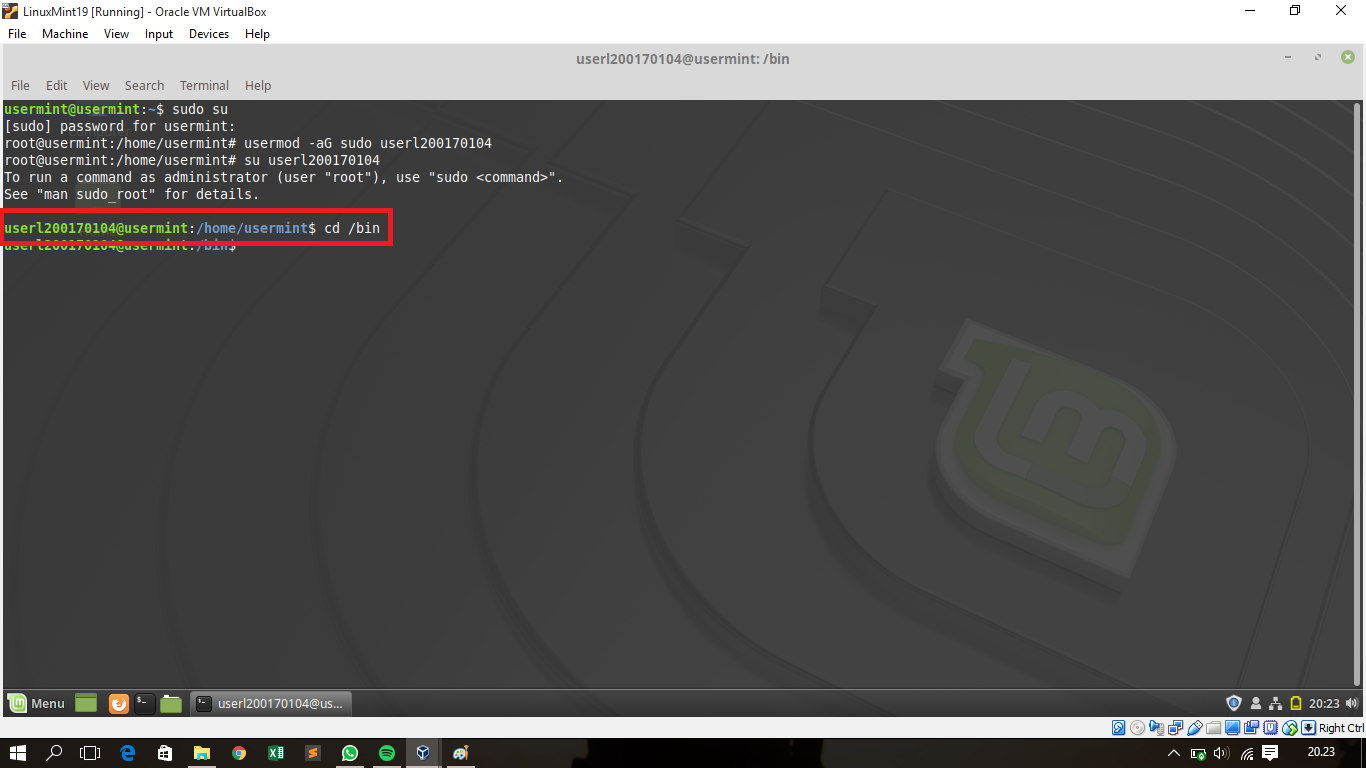 LinuxMint19 [Running] - Oracle VM VirtualBox
File Machine View Input Devices Help
userl200170104@usermint: /bin
File Edit View Search Terminal Help
usermint@usermint:~$ sudo su
[sudo] password for usermint:
root@usermint:/home/usermint# usermod -aG sudo userl200170104
root@usermint:/home/usermint# su userl200170104
To run a command as administrator (user "root"), use "sudo <command>".
See "man sudo_root" for details.
userl200170104@usermint:/home/usermint$ cd /bin
userl200170104@usermint:/bin$
Menu
userl200170104@us...
20:23
Right Ctrl
20.23